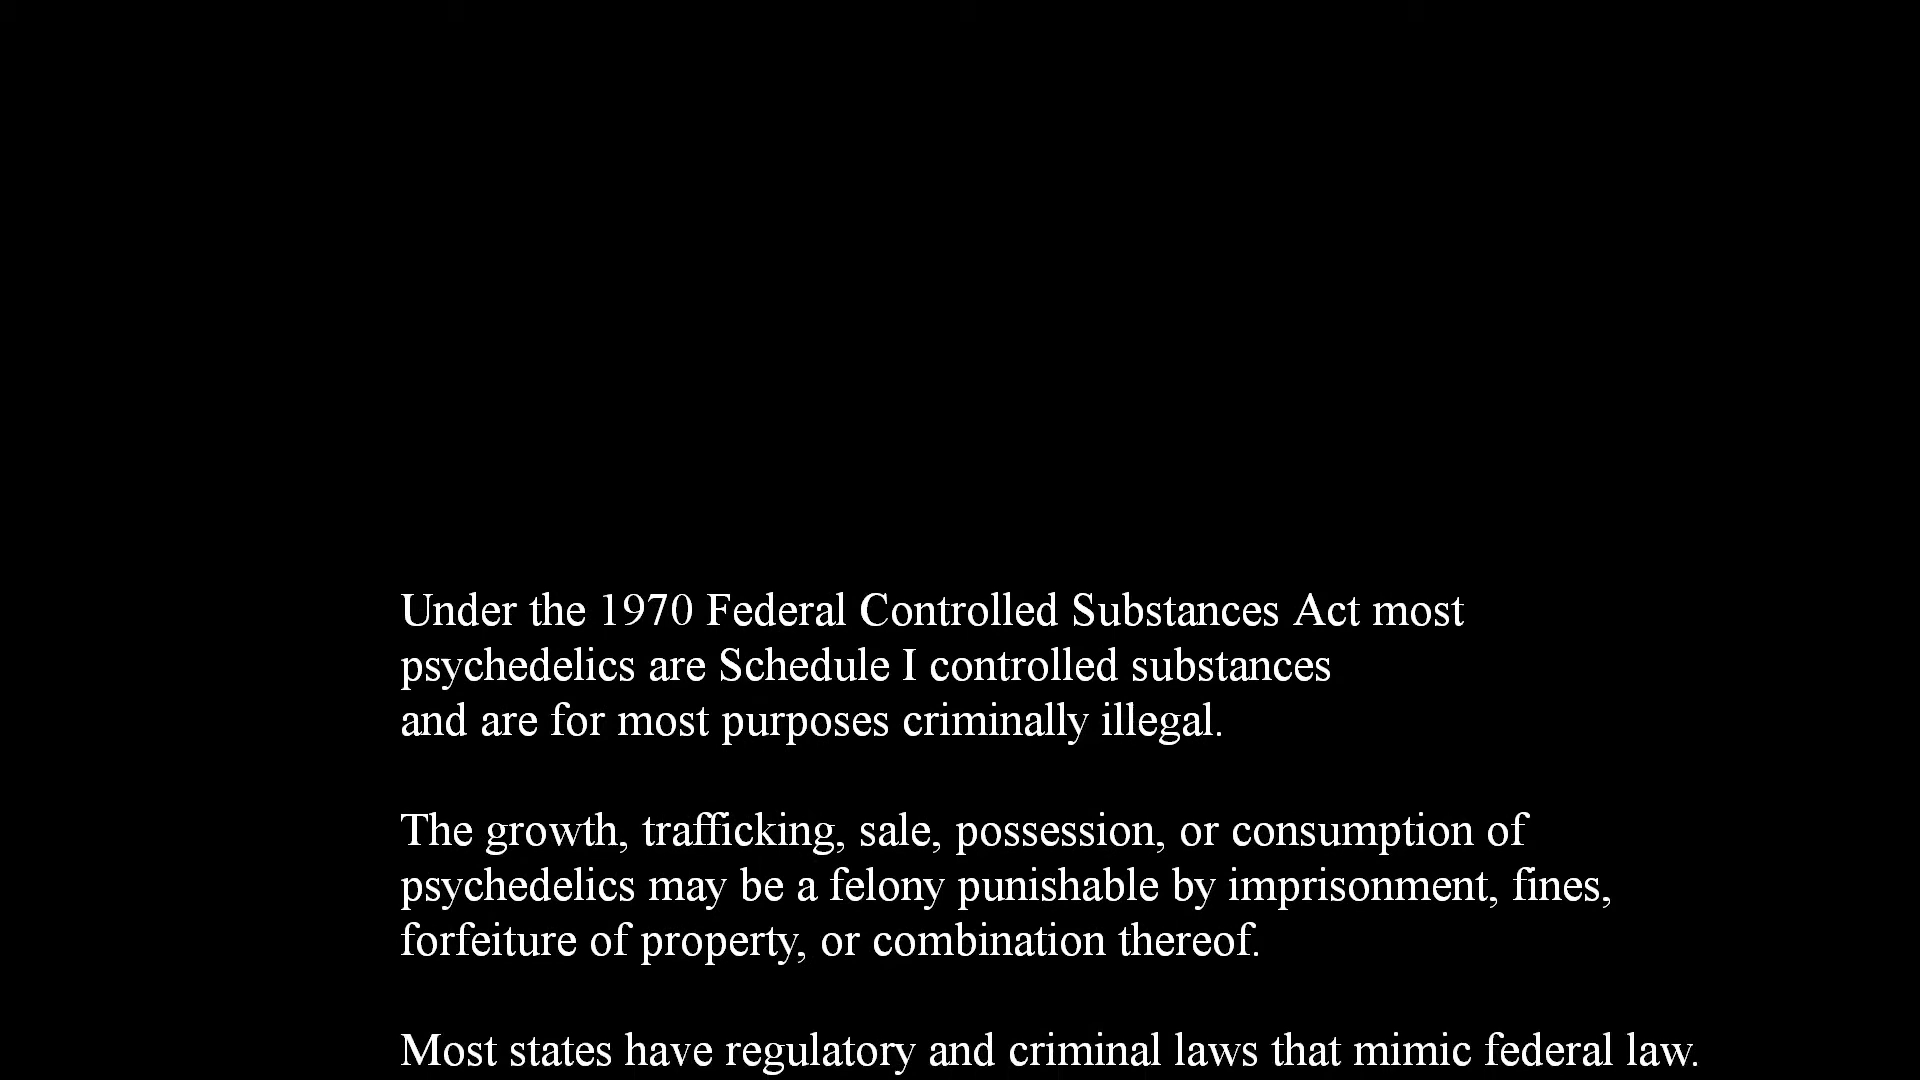 Under the 1970 Federal Controlled Substances Act most
psychedelics are Schedule I controlled substances
and are for most purposes criminally illegal.
The growth, trafficking, sale, possession, or consumption of
psychedelics may be a felony punishable by imprisonment, fines,
forfeiture of property, or combination thereof.
Most states have regulatory and criminal laws that mimic federal law.